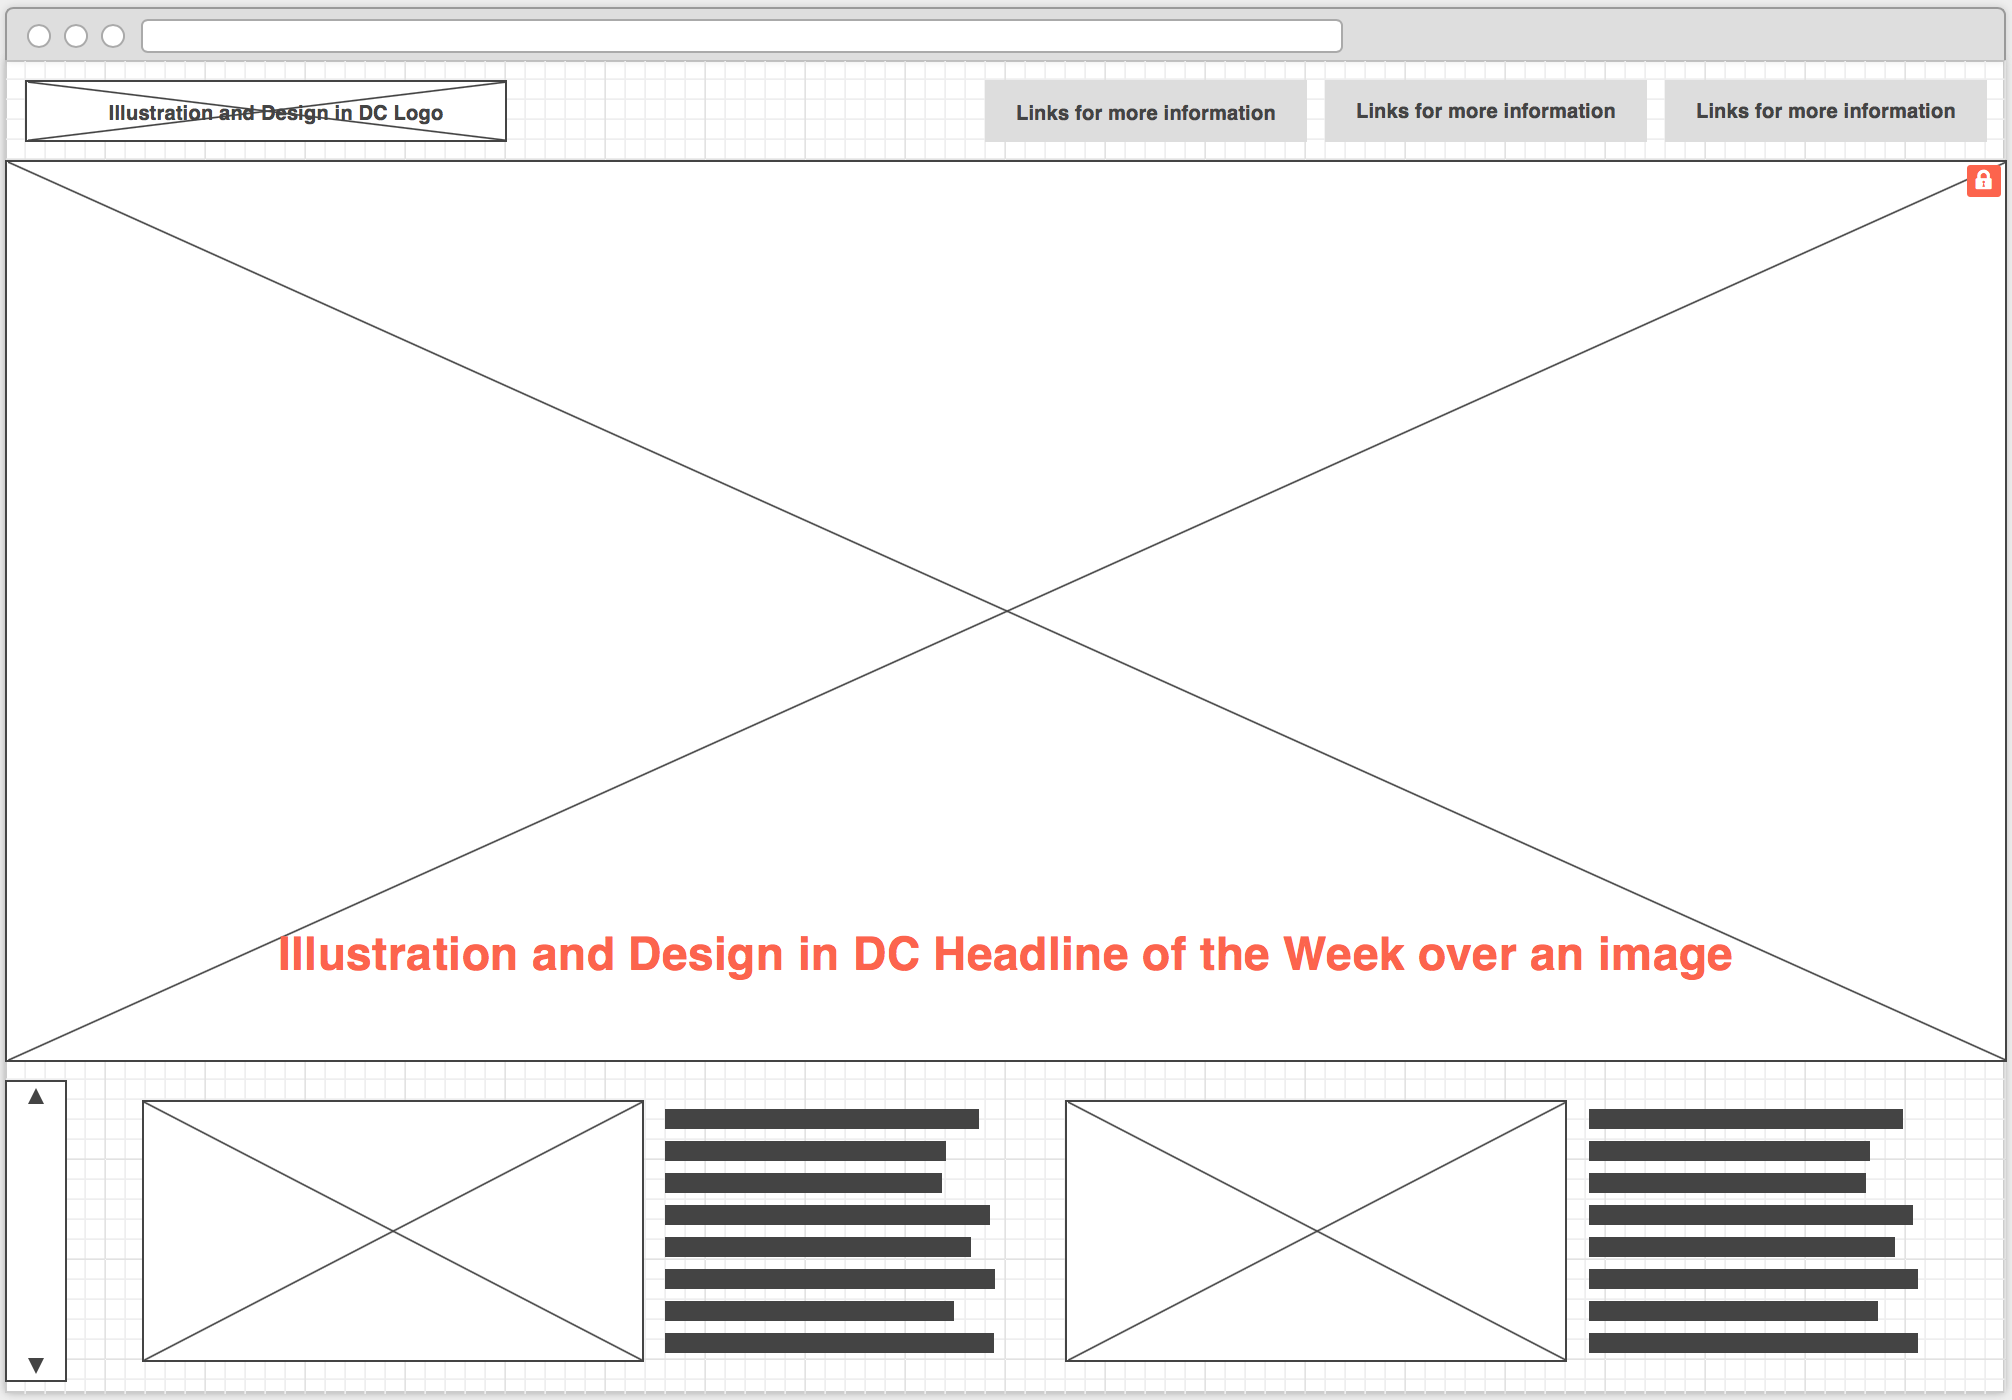 Illustration and Design in DC Logo
Links for more information
Links for more information
Links for more information
Illustration and Design in DC Headline of the Week over an image